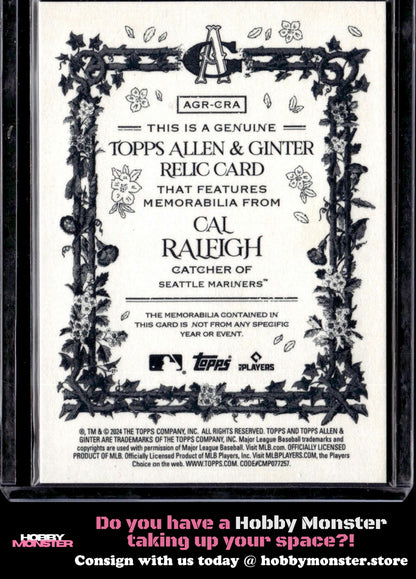 AG
AGR-CRA
THIS IS A GENUINE
TOPPS ALLEN & GINTER
RELIC CARD
THAT FEATURES
MEMORABILIA FROM
CAL
RALEIGH
CATCHER OF
SEATTLE MARINERS™
THE MEMORABILIA CONTAINED IN
THIS CARD IS NOT FROM ANY SPECIFIC
YEAR OR EVENT.
topps
PLAYERS
®, TM & © 2024 THE TOPPS COMPANY, INC. ALL RIGHTS RESERVED. TOPPS AND TOPPS ALLEN &
GINTER ARE TRADEMARKS OF THE TOPPS COMPANY, INC. Major League Baseball trademarks and
copyrights are used with permission of Major League Baseball. Visit MLB.com. OFFICIALLY LICENSED
PRODUCT OF MLB. Officially Licensed Product of MLB Players, Inc. Visit MLBPLAYERS.COM, the Players
Choice on the web. WWW.TOPPS.COM. CODE#CMP077257.
HOBBY
MONSTER
Do you have a Hobby Monster
taking up your space?!
Consign with us today @ hobbymonster.store